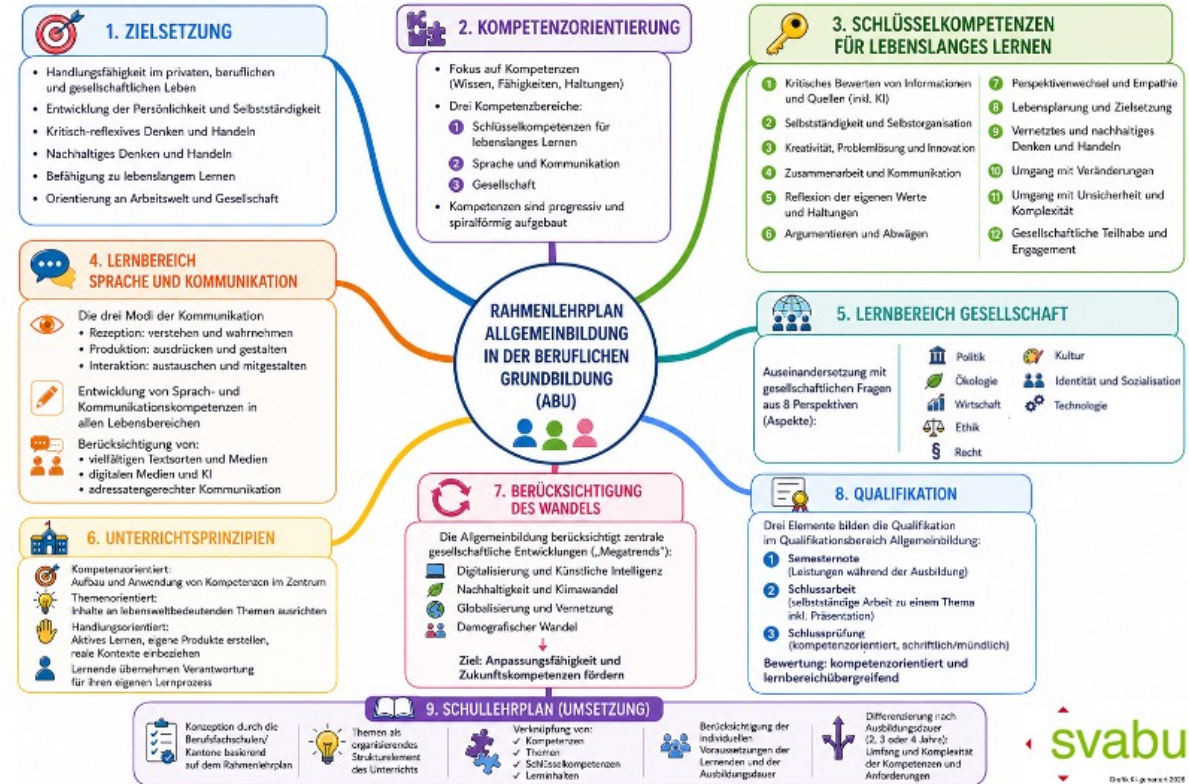 1. ZIELSETZUNG
• Handlungsfähigkeit im privaten, beruflichen
und gesellschaftlichen Leben
• Entwicklung der Persönlichkeit und Selbstständigkeit
• Kritisch-reflexives Denken und Handeln
• Nachhaltiges Denken und Handeln
• Befähigung zu lebenslangem Lernen
• Orientierung an Arbeitswelt und Gesellschaft
2. KOMPETENZORIENTIERUNG
• Fokus auf Kompetenzen
(Wissen, Fähigkeiten, Haltungen)
• Drei Kompetenzbereiche:
1 Schlüsselkompetenzen für
lebenslanges Lernen
2 Sprache und Kommunikation
3 Gesellschaft
• Kompetenzen sind progressiv und
spiralförmig aufgebaut
3. SCHLÜSSELKOMPETENZEN
FÜR LEBENSLANGES LERNEN
1 Kritisches Bewerten von Informationen
und Quellen (inkl. KI)
2 Selbstständigkeit und Selbstorganisation
3 Kreativität, Problemlösung und Innovation
4 Zusammenarbeit und Kommunikation
5 Reflexion der eigenen Werte
und Haltungen
6 Argumentieren und Abwägen
7 Perspektivenwechsel und Empathie
8 Lebensplanung und Zielsetzung
9 Vernetztes und nachhaltiges
Denken und Handeln
10 Umgang mit Veränderungen
11 Umgang mit Unsicherheit und
Komplexität
12 Gesellschaftliche Teilhabe und
Engagement
4. LERNBEREICH
SPRACHE UND KOMMUNIKATION
Die drei Modi der Kommunikation
• Rezeption: verstehen und wahrnehmen
• Produktion: ausdrücken und gestalten
• Interaktion: austauschen und mitgestalten
Entwicklung von Sprach- und
Kommunikationskompetenzen in
allen Lebensbereichen
Berücksichtigung von:
• vielfältigen Textsorten und Medien
• digitalen Medien und KI
• adressatengerechter Kommunikation
RAHMENLEHRPLAN
ALLGEMEINBILDUNG
IN DER BERUFLICHEN
GRUNDBILDUNG
(ABU)
5. LERNBEREICH GESELLSCHAFT
Auseinandersetzung mit
gesellschaftlichen Fragen
aus 8 Perspektiven
(Aspekte):
Politik
Ökologie
Wirtschaft
Ethik
§ Recht
Kultur
Identität und Sozialisation
Technologie
6. UNTERRICHTSPRINZIPIEN
Kompetenzorientiert:
Aufbau und Anwendung von Kompetenzen im Zentrum
Themenorientiert:
Inhalte an lebensweltbedeutenden Themen ausrichten
Handlungsorientiert:
Aktives Lernen, eigene Produkte erstellen,
reale Kontexte einbeziehen
Lernende übernehmen Verantwortung
für ihren eigenen Lernprozess
7. BERÜCKSICHTIGUNG
DES WANDELS
Die Allgemeinbildung berücksichtigt zentrale
gesellschaftliche Entwicklungen („Megatrends"):
Digitalisierung und Künstliche Intelligenz
Nachhaltigkeit und Klimawandel
Globalisierung und Vernetzung
Demografischer Wandel
Ziel: Anpassungsfähigkeit und
Zukunftskompetenzen fördern
8. QUALIFIKATION
Drei Elemente bilden die Qualifikation
im Qualifikationsbereich Allgemeinbildung:
1 Semesternote
(Leistungen während der Ausbildung)
2 Schlussarbeit
(selbstständige Arbeit zu einem Thema
inkl. Präsentation)
3 Schlussprüfung
(kompetenzorientiert, schriftlich/mündlich)
Bewertung: kompetenzorientiert und
lernbereichübergreifend
9. SCHULLEHRPLAN (UMSETZUNG)
Konzeption durch die
Berufsfachschulen/
Kantone basierend
auf dem Rahmenlehrplan
Themen als
organisierendes
Strukturelement
des Unterrichts
Verknüpfung von:
✓ Kompetenzen
✓ Themen
✓ Schlüsselkompetenzen
✓ Lerninhalten
Berücksichtigung der
individuellen
Voraussetzungen der
Lernenden und der
Ausbildungsdauer
Differenzierung nach
Ausbildungsdauer
(2, 3 oder 4 Jahre):
Umfang und Komplexität
der Kompetenzen und
Anforderungen
svabu
Grafik KI-generiert 2026